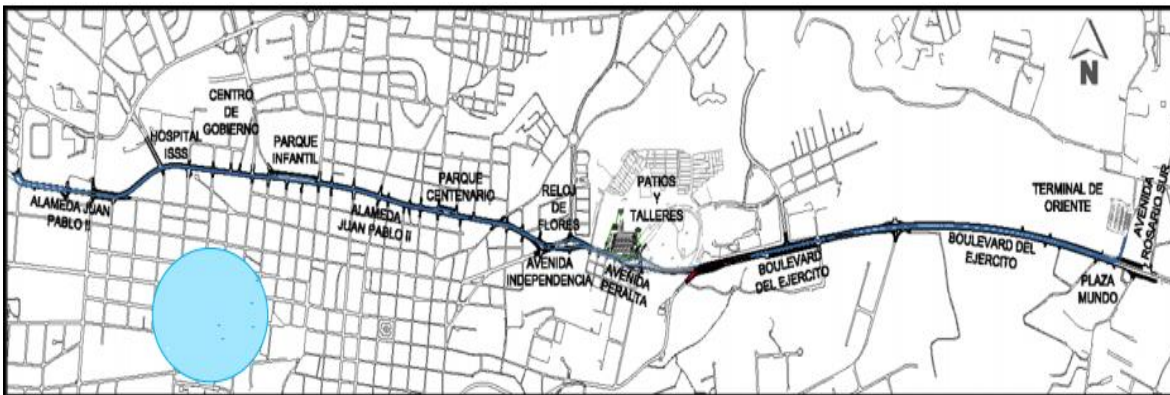 N
CENTRO
DE
GOBIERNO
HOSPITAL
ISSS
PARQUE
INFANTIL
ALAMEDA JUAN
PABLO II
ALAMEDA
JUAN PABLO II
PARQUE
CENTENARIO
RELOJ
DE
FLORES
AVENIDA
INDEPENDENCIA
PATIOS
Y
TALLERES
AVENIDA
PERALTA
BOULEVARD
DEL EJERCITO
BOULEVARD DEL
EJERCITO
TERMINAL DE
ORIENTE
AVENIDA
ROSARIO SUR
PLAZA
MUNDO